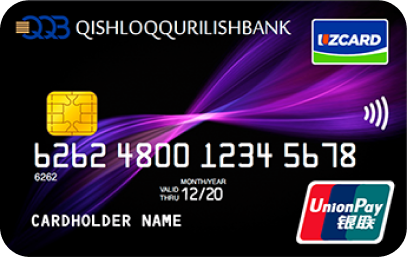 QQB QISHLOQQURILISHBANK
UZCARD
6262 4800 1234 5678
6262
MONTH/YEAR
VALID THRU 12/20
CARDHOLDER NAME
UnionPay
银联